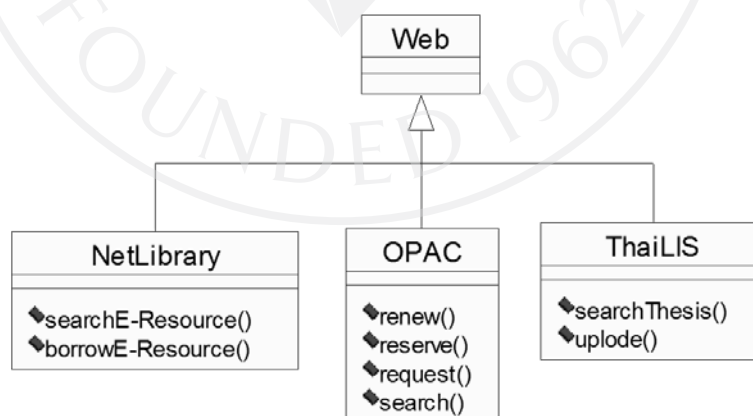 FOUNDED 1962
Web
NetLibrary
searchE-Resource()
borrowE-Resource()
OPAC
renew()
reserve()
request()
search()
ThaiLIS
searchThesis()
uplode()